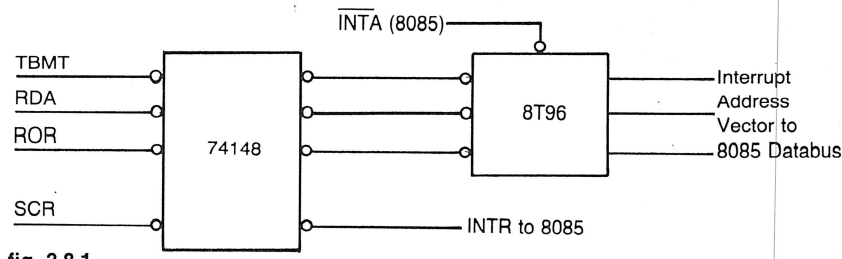 INTA (8085)
TBMT
RDA
ROR
SCR
74148
8T96
Interrupt
Address
Vector to
8085 Databus
INTR to 8085
fig. 2.8.1